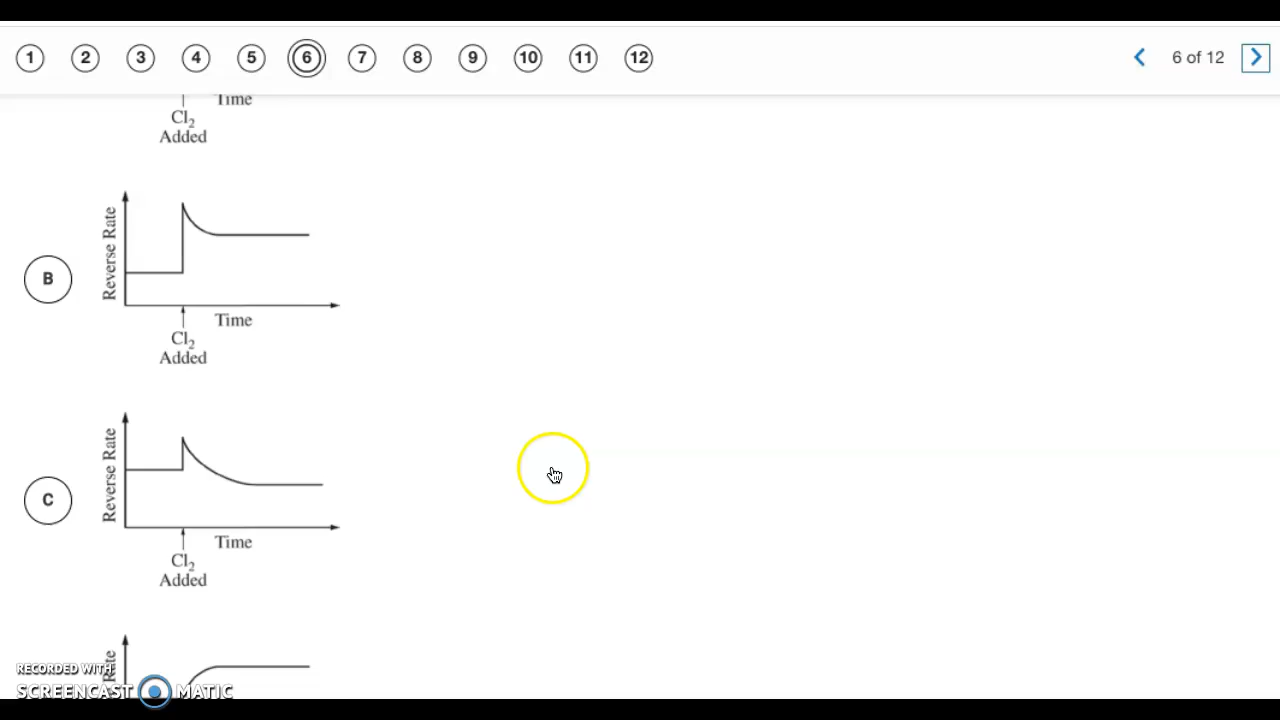 1 2 3 4 5 6 7 8 9 10 11 12 6 of 12
Time
Cl₂
Added
B
Reverse Rate
Time
Cl₂
Added
C
Reverse Rate
Time
Cl₂
Added
Rate
RECORDED WITH
SCREENCAST MATIC